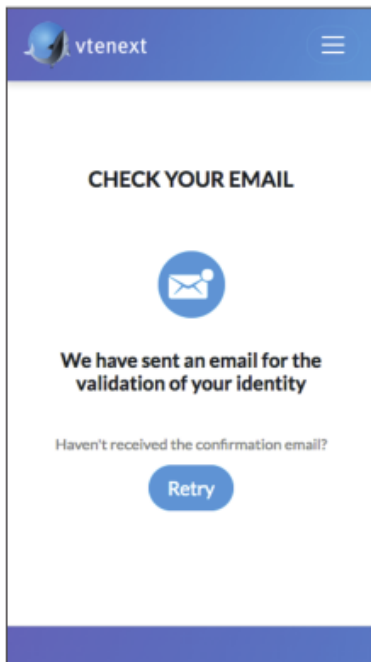 vtenext
CHECK YOUR EMAIL
We have sent an email for the
validation of your identity
Haven't received the confirmation email?
Retry